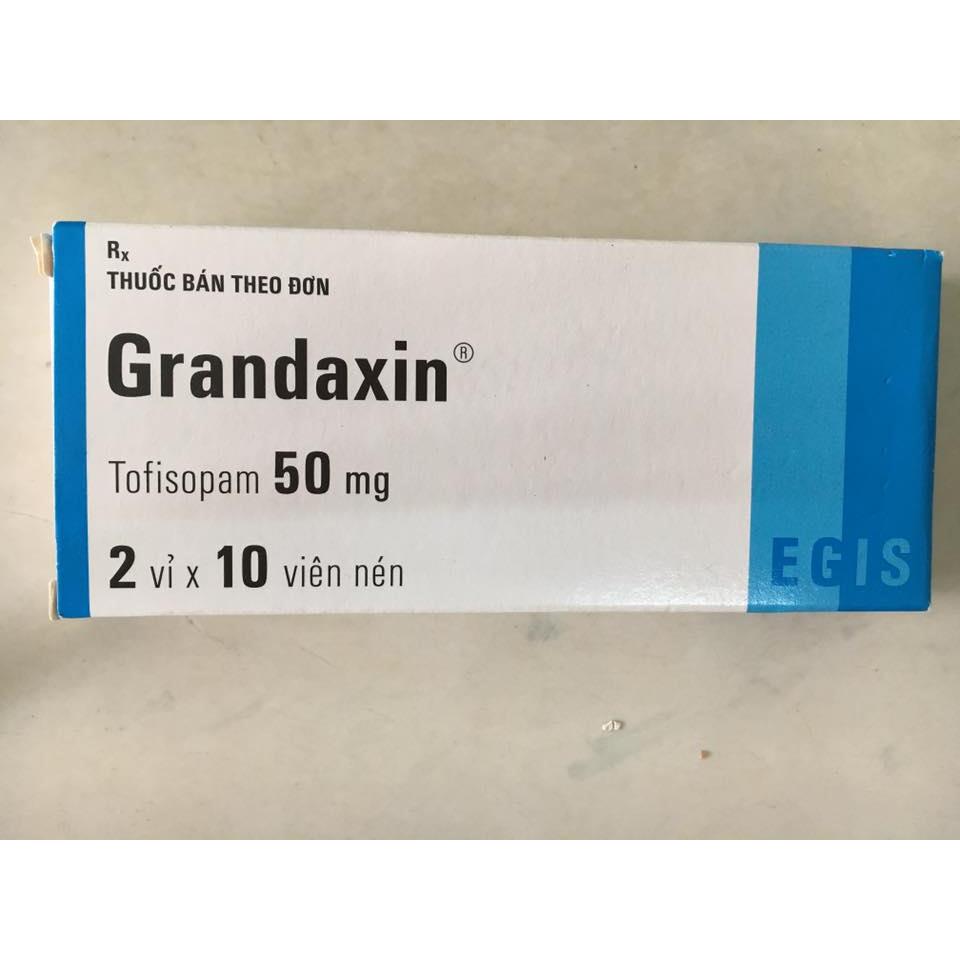 Rx
THUỐC BÁN THEO ĐƠN
Grandaxin®
Tofisopam 50 mg
2 vỉ x 10 viên nén
EGIS